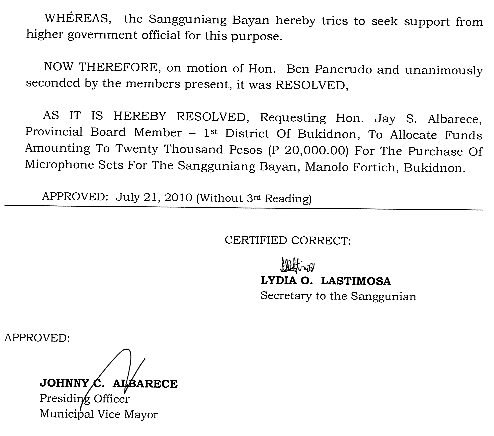 WHEREAS, the Sangguniang Bayan hereby tries to seek support from
higher government official for this purpose.
NOW THEREFORE, on motion of Hon. Ben Pancrudo and unanimously
seconded by the members present, it was RESOLVED,
AS IT IS HEREBY RESOLVED, Requesting Hon. Jay S. Albarece,
Provincial Board Member – 1st District Of Bukidnon, To Allocate Funds
Amounting To Twenty Thousand Pesos (P 20,000.00) For The Purchase Of
Microphone Sets For The Sangguniang Bayan, Manolo Fortich, Bukidnon.
APPROVED: July 21, 2010 (Without 3rd Reading)
CERTIFIED CORRECT:
LYDIA O. LASTIMOSA
Secretary to the Sanggunian
APPROVED:
JOHNNY C. ALBARECE
Presiding Officer
Municipal Vice Mayor